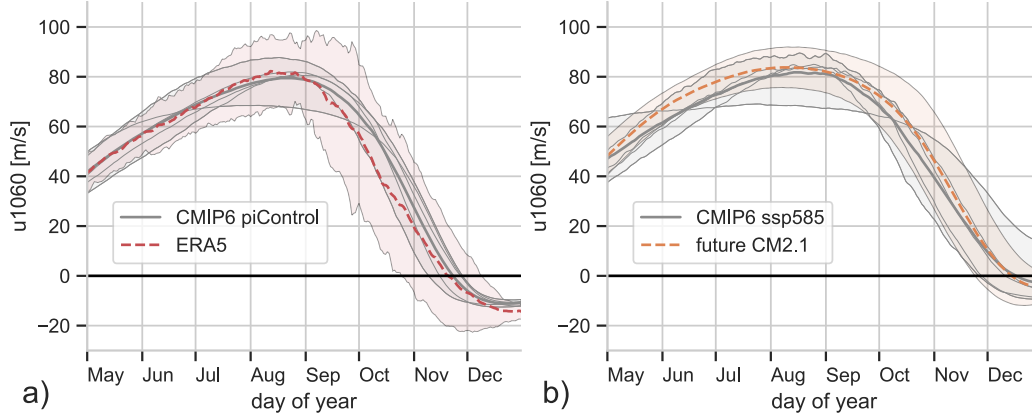 100
80
60
40
20
0
−20
u1060 [m/s]
CMIP6 piControl
ERA5
May Jun Jul Aug Sep Oct Nov Dec
day of year
a)
100
80
60
40
20
0
−20
u1060 [m/s]
CMIP6 ssp585
future CM2.1
May Jun Jul Aug Sep Oct Nov Dec
day of year
b)